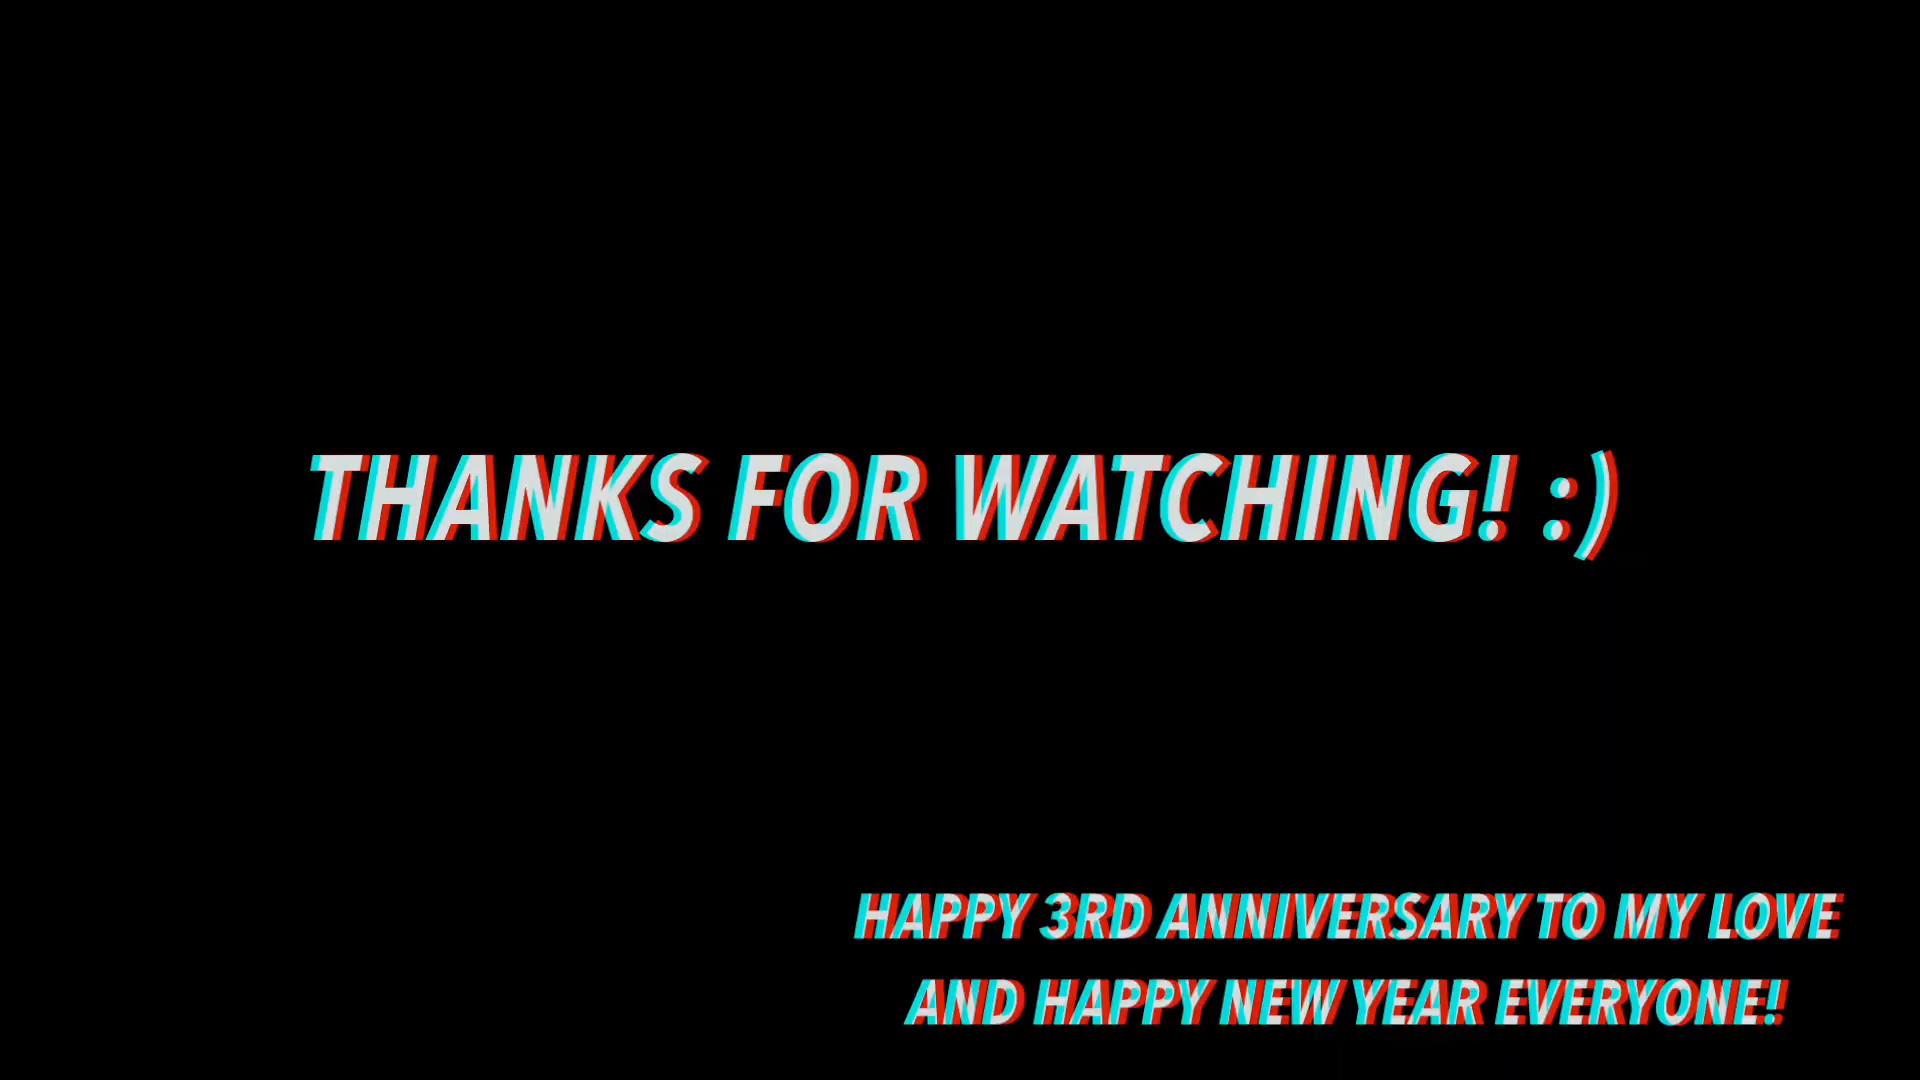 THANKS FOR WATCHING! :)
HAPPY 3RD ANNIVERSARY TO MY LOVE
AND HAPPY NEW YEAR EVERYONE!